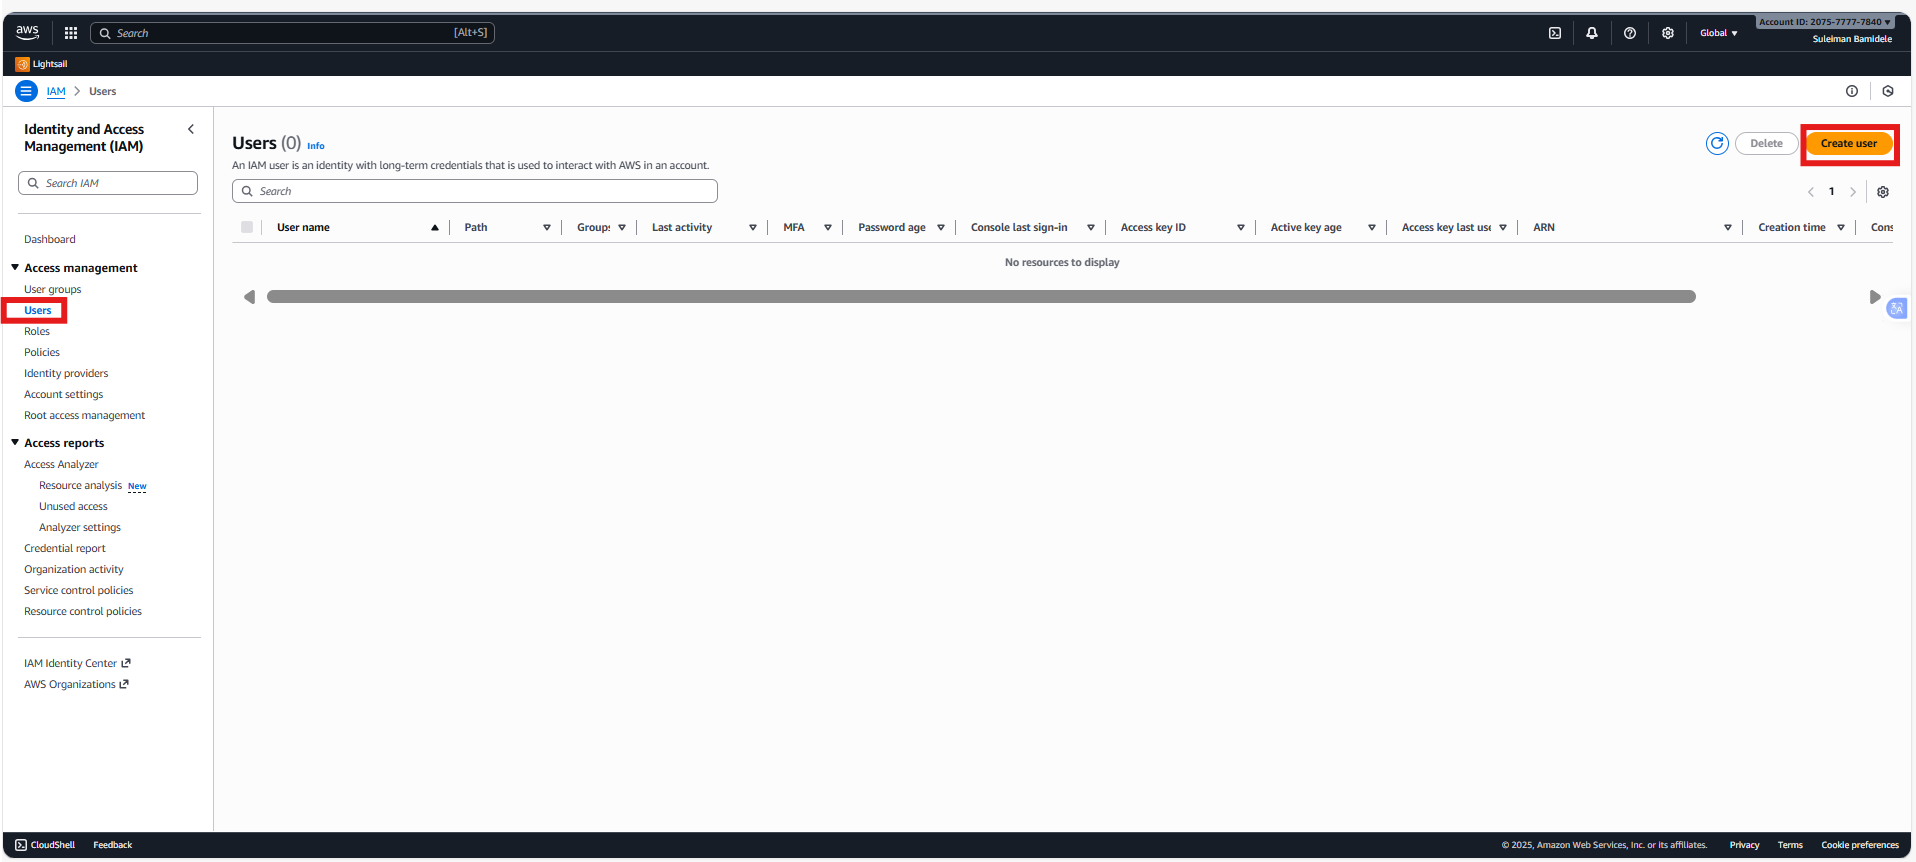 aws
Search [Alt+S]
Global
Account ID: 2075-7777-7840
Suleiman Bamidele
Lightsail
IAM > Users
Identity and Access Management (IAM)
Search IAM
Dashboard
Access management
User groups
Users
Roles
Policies
Identity providers
Account settings
Root access management
Access reports
Access Analyzer
Resource analysis New
Unused access
Analyzer settings
Credential report
Organization activity
Service control policies
Resource control policies
IAM Identity Center
AWS Organizations
Users (0) Info
Delete
Create user
An IAM user is an identity with long-term credentials that is used to interact with AWS in an account.
Search
1
User name Path Groups Last activity MFA Password age Console last sign-in Access key ID Active key age Access key last use ARN Creation time Cons
No resources to display
CloudShell Feedback © 2025, Amazon Web Services, Inc. or its affiliates. Privacy Terms Cookie preferences